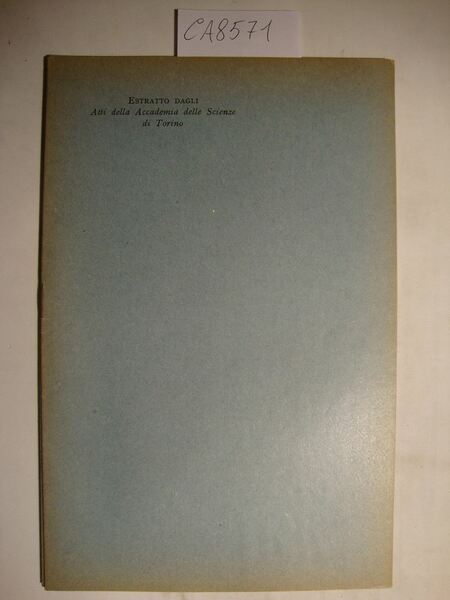 CA8571
ESTRATTO DAGLI
Atti della Accademia delle Scienze
di Torino